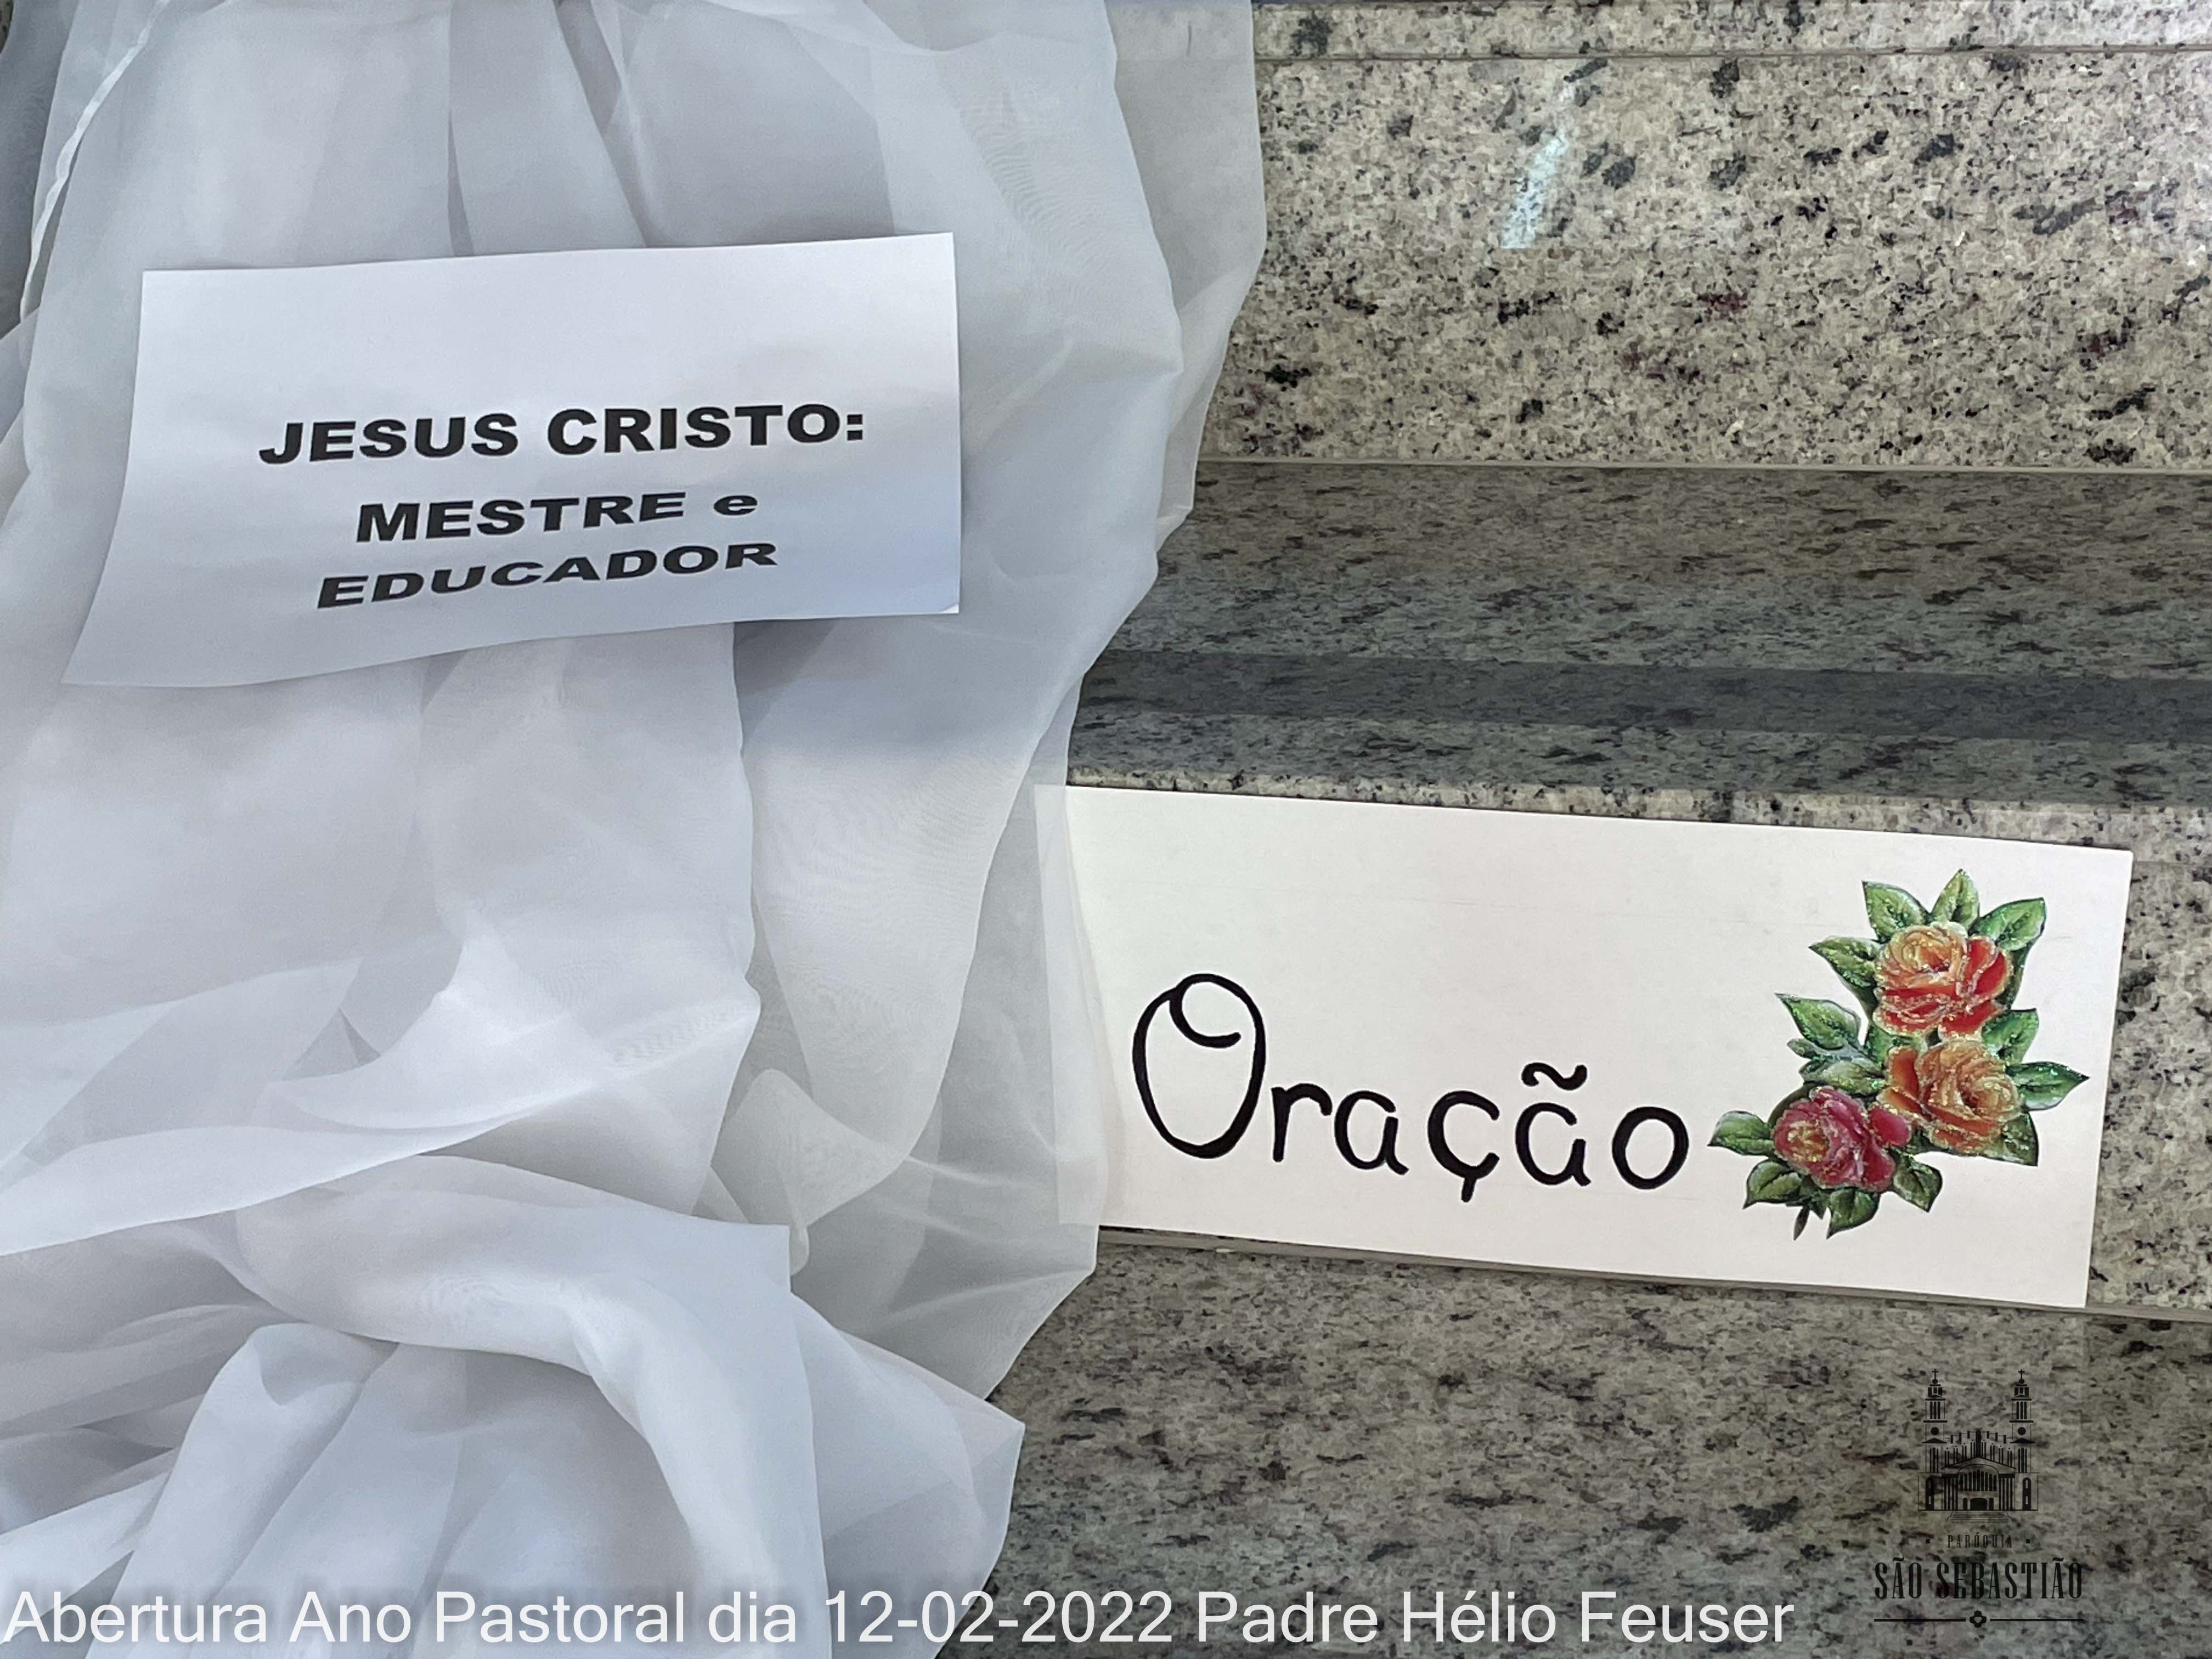 JESUS CRISTO:
MESTRE e
EDUCADOR
Oração
PARÓQUIA
SÃO SEBASTIÃO
Abertura Ano Pastoral dia 12-02-2022 Padre Hélio Feuser